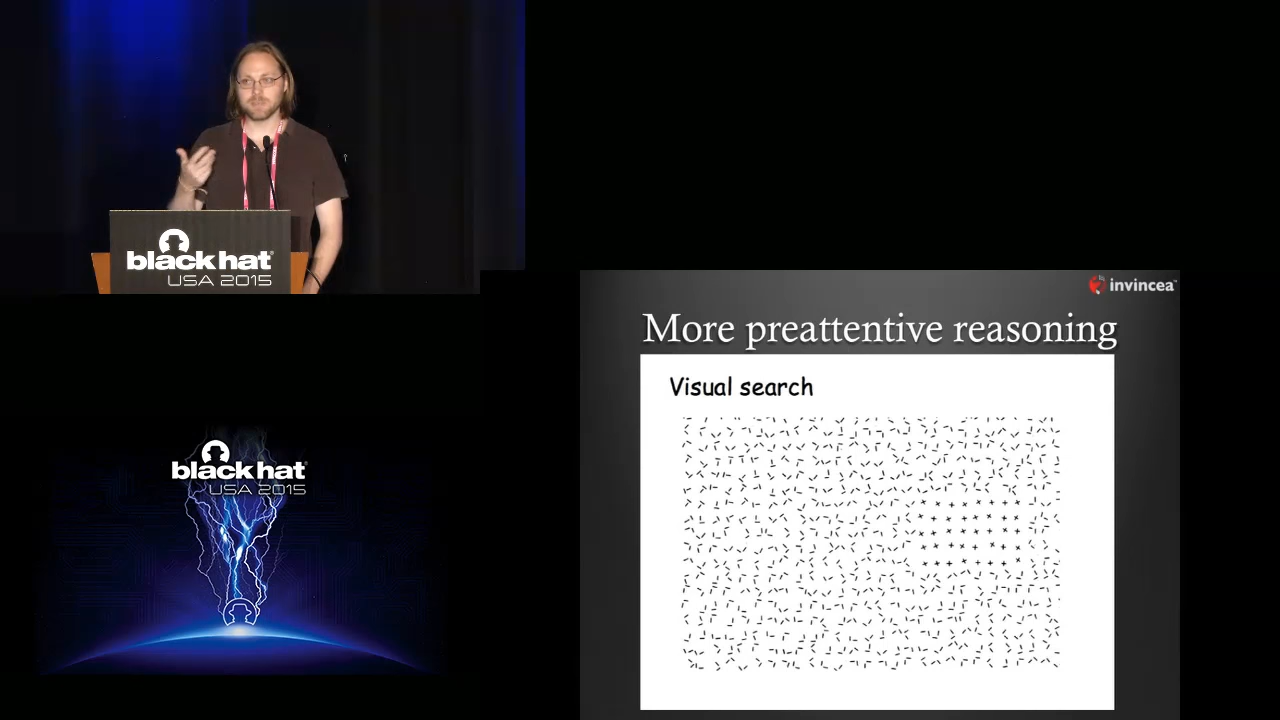 black hat
USA 2015
invincea
More preattentive reasoning
Visual search
black hat
USA 2015